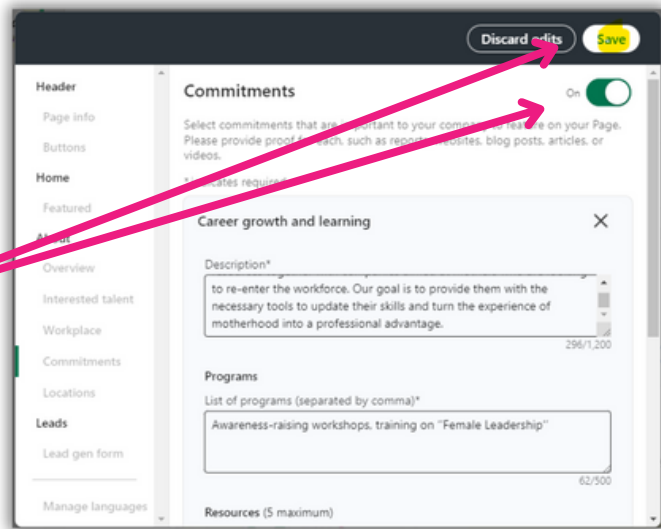 Discard edits
Save
Header
Page info
Buttons
Home
Featured
About
Overview
Interested talent
Workplace
Commitments
Locations
Leads
Lead gen form
Manage languages
Commitments
On
Select commitments that are important to your company to feature on your Page.
Please provide proof for each, such as reports, websites, blog posts, articles, or
videos.
required
Career growth and learning
Description*
to re-enter the workforce. Our goal is to provide them with the
necessary tools to update their skills and turn the experience of
motherhood into a professional advantage.
296/1,200
Programs
List of programs (separated by comma)*
Awareness-raising workshops, training on "Female Leadership"
62/500
Resources (5 maximum)